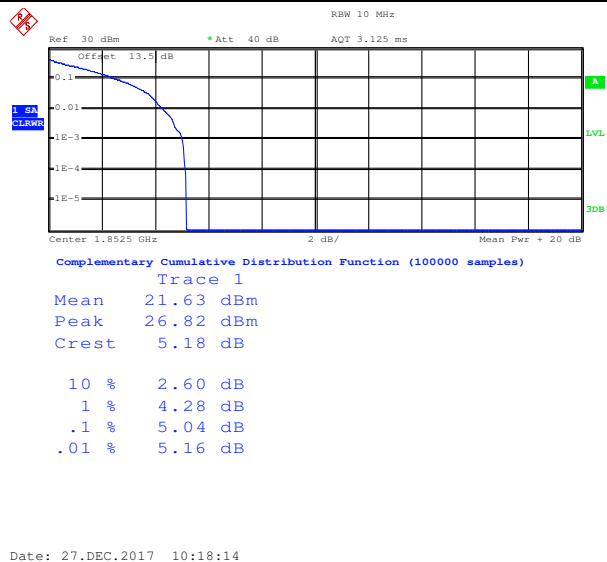 RBW 10 MHz
Ref 30 dBm * Att 40 dB AQT 3.125 ms
Offset 13.5 dB
0.1
A
1 SA
0.01
CLRWR
1E-3
LVL
1E-4
1E-5
3DB
Center 1.8525 GHz 2 dB/ Mean Pwr + 20 dB
Complementary Cumulative Distribution Function (100000 samples)
Trace 1
Mean 21.63 dBm
Peak 26.82 dBm
Crest 5.18 dB
10 % 2.60 dB
1 % 4.28 dB
.1 % 5.04 dB
.01 % 5.16 dB
Date: 27.DEC.2017 10:18:14